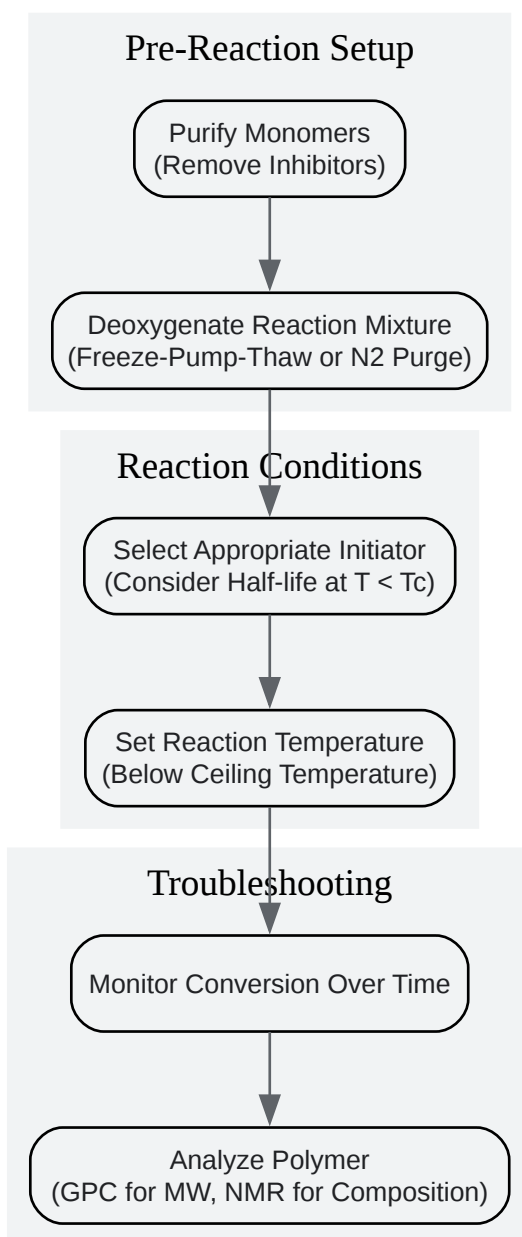 Pre-Reaction Setup
Purify Monomers
(Remove Inhibitors)
Deoxygenate Reaction Mixture
(Freeze-Pump-Thaw or N2 Purge)
Reaction Conditions
Select Appropriate Initiator
(Consider Half-life at T < Tc)
Set Reaction Temperature
(Below Ceiling Temperature)
Troubleshooting
Monitor Conversion Over Time
Analyze Polymer
(GPC for MW, NMR for Composition)